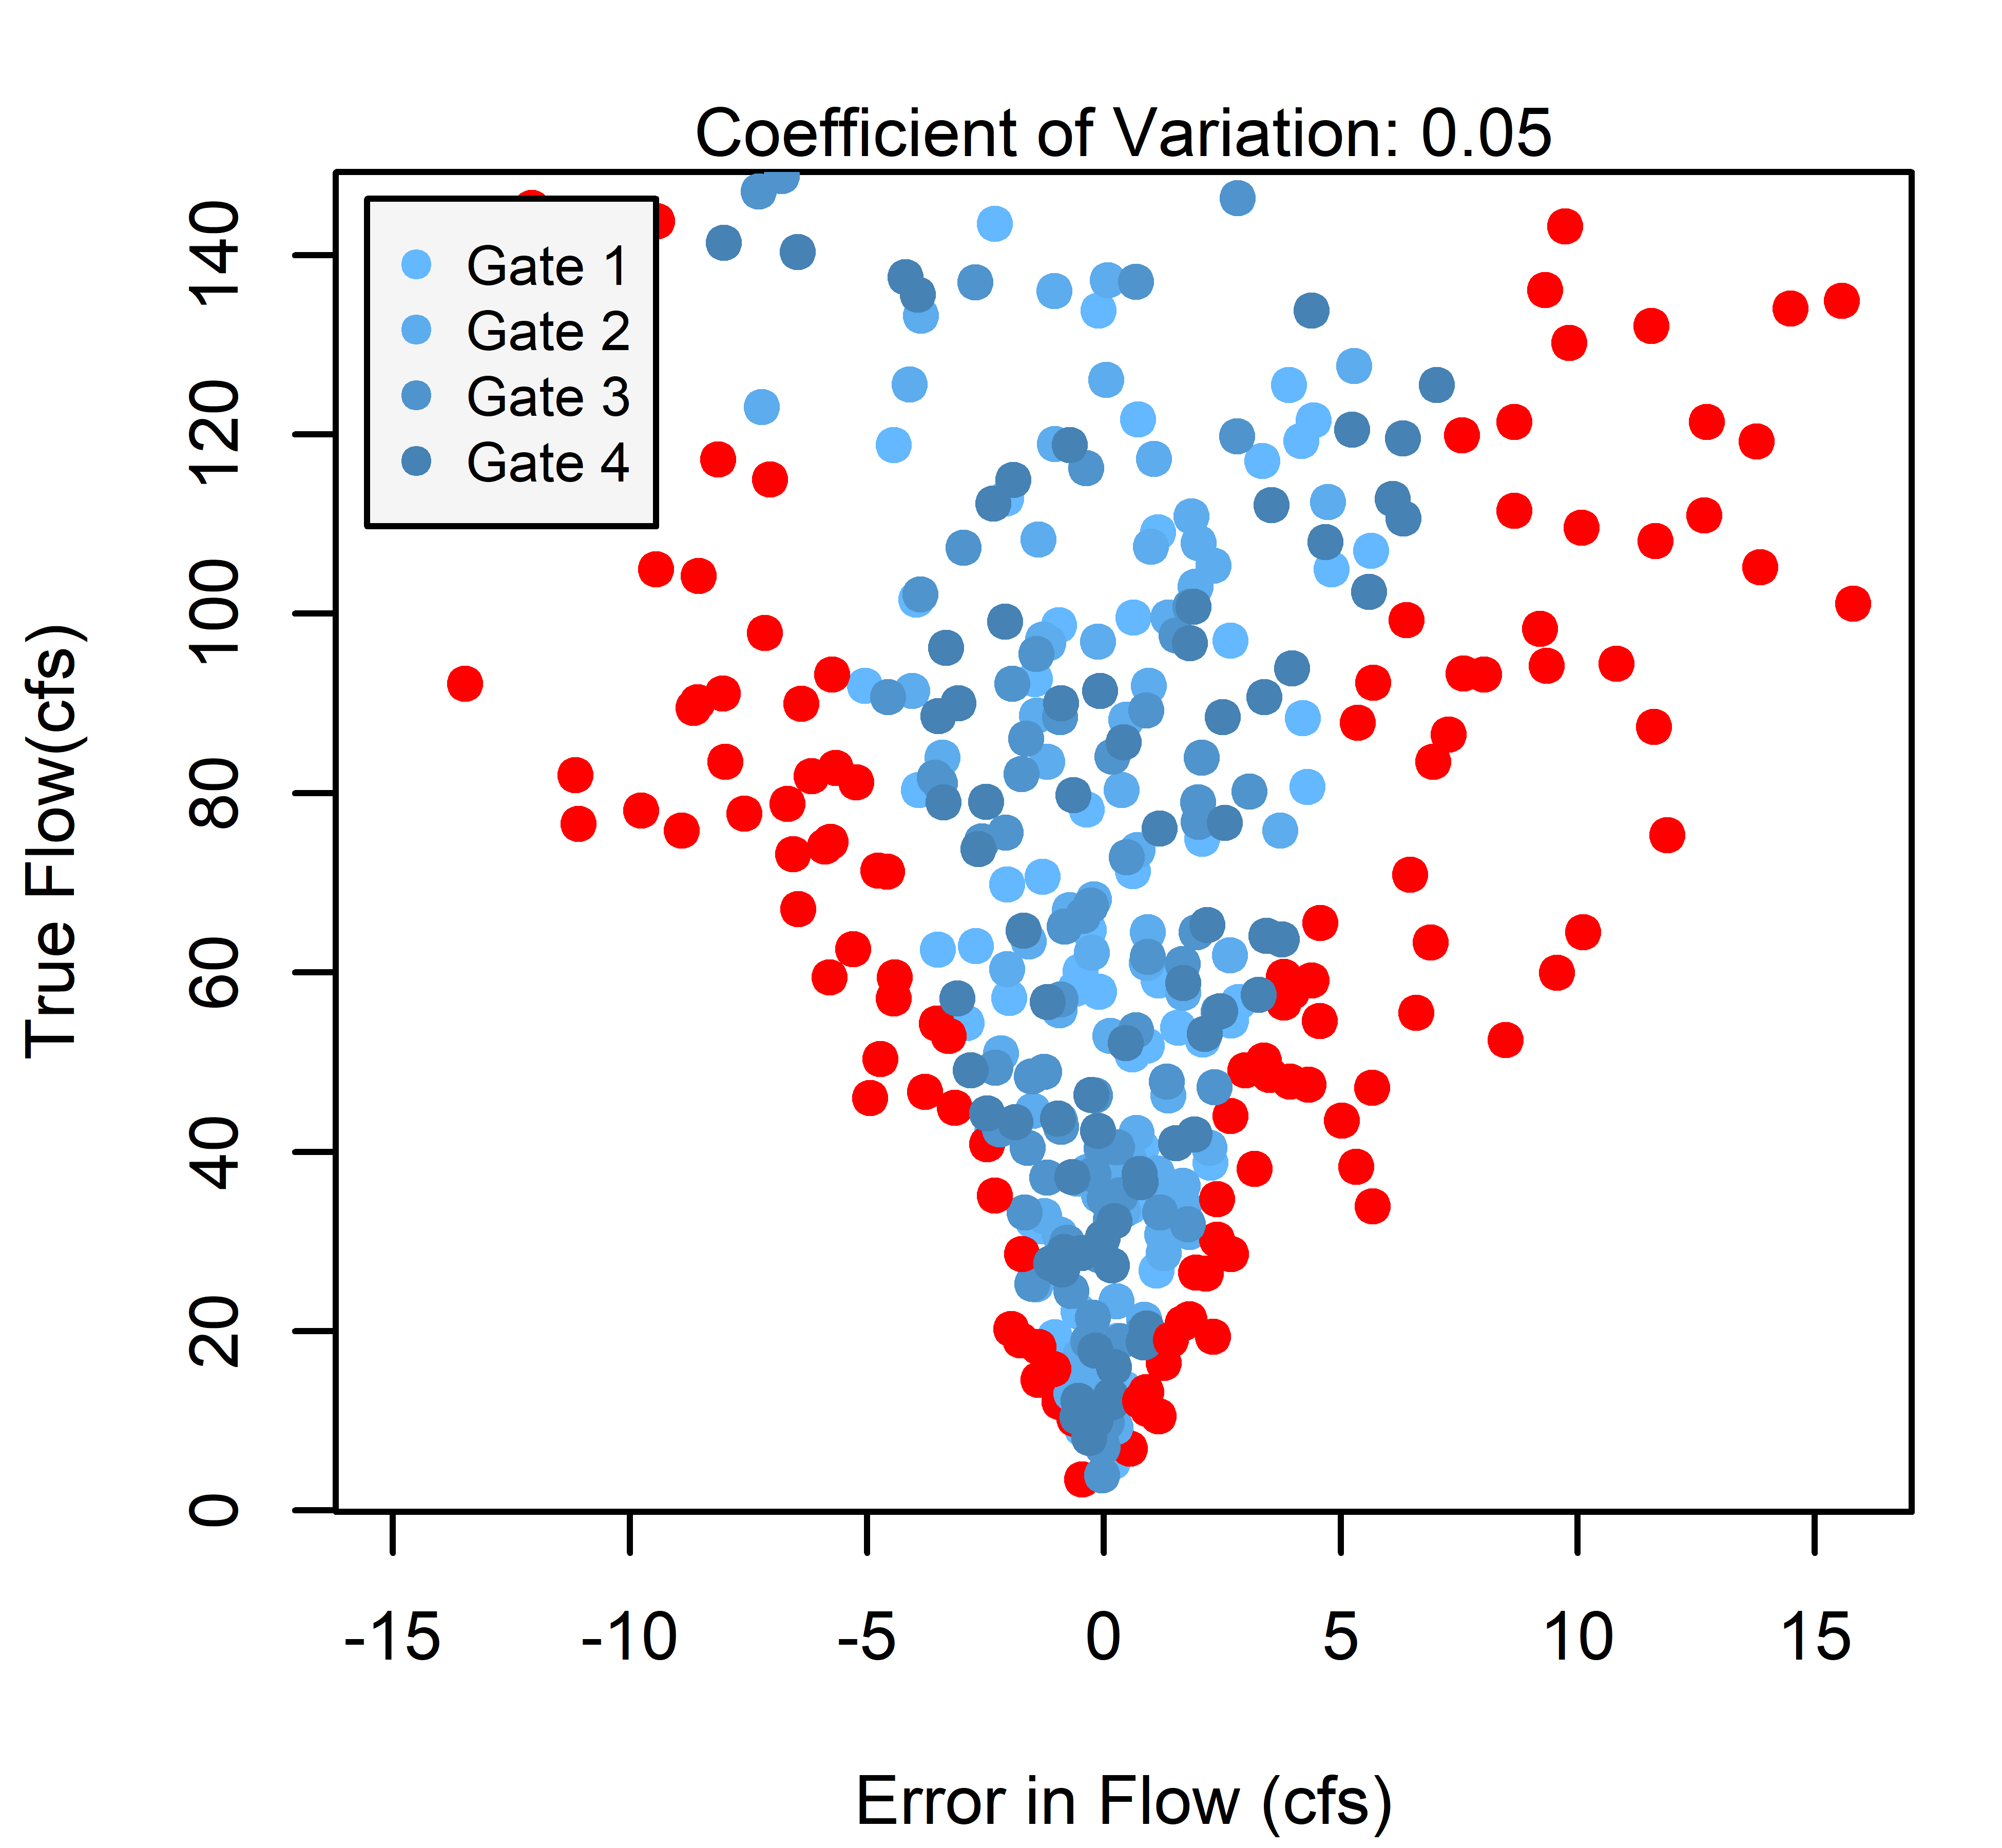 Coefficient of Variation: 0.05
Gate 1
Gate 2
Gate 3
Gate 4
True Flow(cfs)
140
120
100
80
60
40
20
0
-15 -10 -5 0 5 10 15
Error in Flow (cfs)